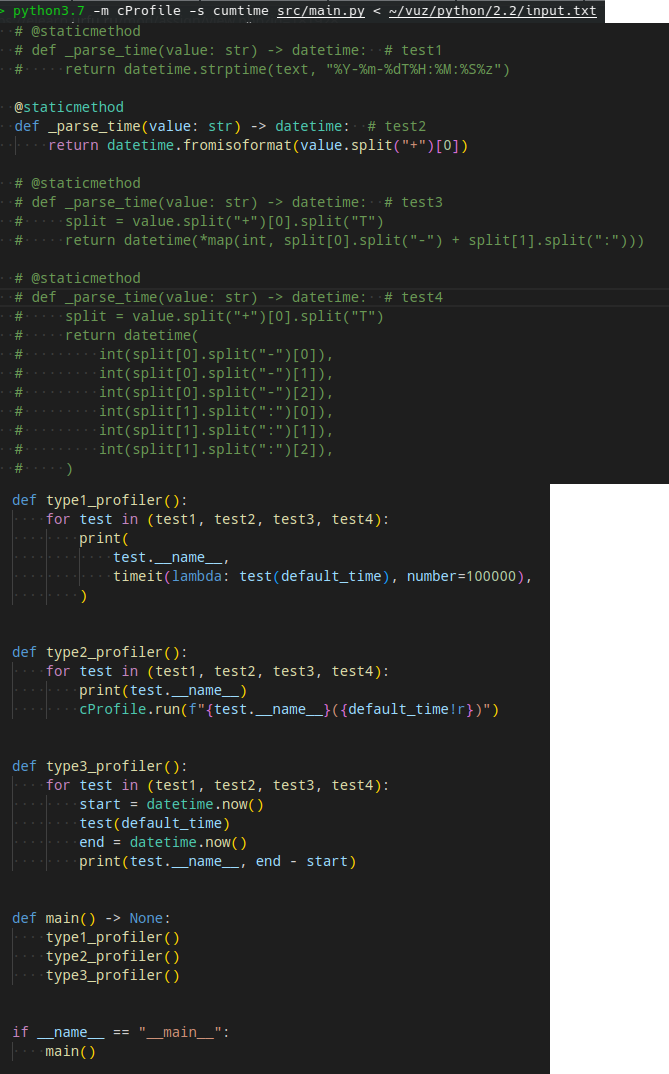 > python3.7 -m cProfile -s cumtime src/main.py < ~/vuz/python/2.2/input.txt
# @staticmethod
# def _parse_time(value: str) -> datetime:  # test1
#     return datetime.strptime(text, "%Y-%m-%dT%H:%M:%S%z")
@staticmethod
def _parse_time(value: str) -> datetime:  # test2
    return datetime.fromisoformat(value.split("+")[0])
# @staticmethod
# def _parse_time(value: str) -> datetime:  # test3
#     split = value.split("+")[0].split("T")
#     return datetime(*map(int, split[0].split("-") + split[1].split(":")))
# @staticmethod
# def _parse_time(value: str) -> datetime:  # test4
#     split = value.split("+")[0].split("T")
#     return datetime(
#         int(split[0].split("-")[0]),
#         int(split[0].split("-")[1]),
#         int(split[0].split("-")[2]),
#         int(split[1].split(":")[0]),
#         int(split[1].split(":")[1]),
#         int(split[1].split(":")[2]),
#     )
def type1_profiler():
    for test in (test1, test2, test3, test4):
        print(
            test.__name__,
            timeit(lambda: test(default_time), number=100000),
        )
def type2_profiler():
    for test in (test1, test2, test3, test4):
        print(test.__name__)
        cProfile.run(f"{test.__name__}({default_time!r})")
def type3_profiler():
    for test in (test1, test2, test3, test4):
        start = datetime.now()
        test(default_time)
        end = datetime.now()
        print(test.__name__, end - start)
def main() -> None:
    type1_profiler()
    type2_profiler()
    type3_profiler()
if __name__ == "__main__":
    main()